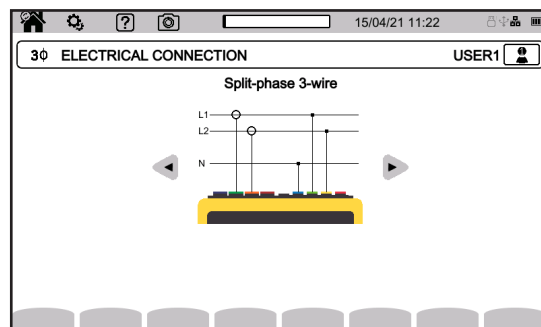 ?
15/04/21 11:22
3ϕ ELECTRICAL CONNECTION
USER1
Split-phase 3-wire
L1
L2
N